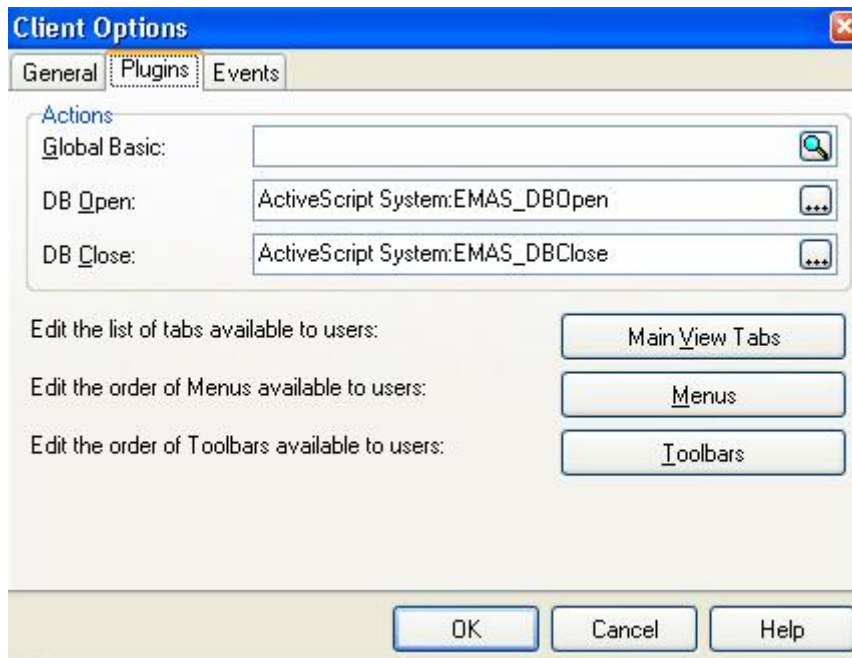 Client Options
General Plugins Events
Actions
Global Basic:
DB Open: ActiveScript System:EMAS_DBOpen ...
DB Close: ActiveScript System:EMAS_DBClose ...
Edit the list of tabs available to users: Main View Tabs
Edit the order of Menus available to users: Menus
Edit the order of Toolbars available to users: Toolbars
OK Cancel Help